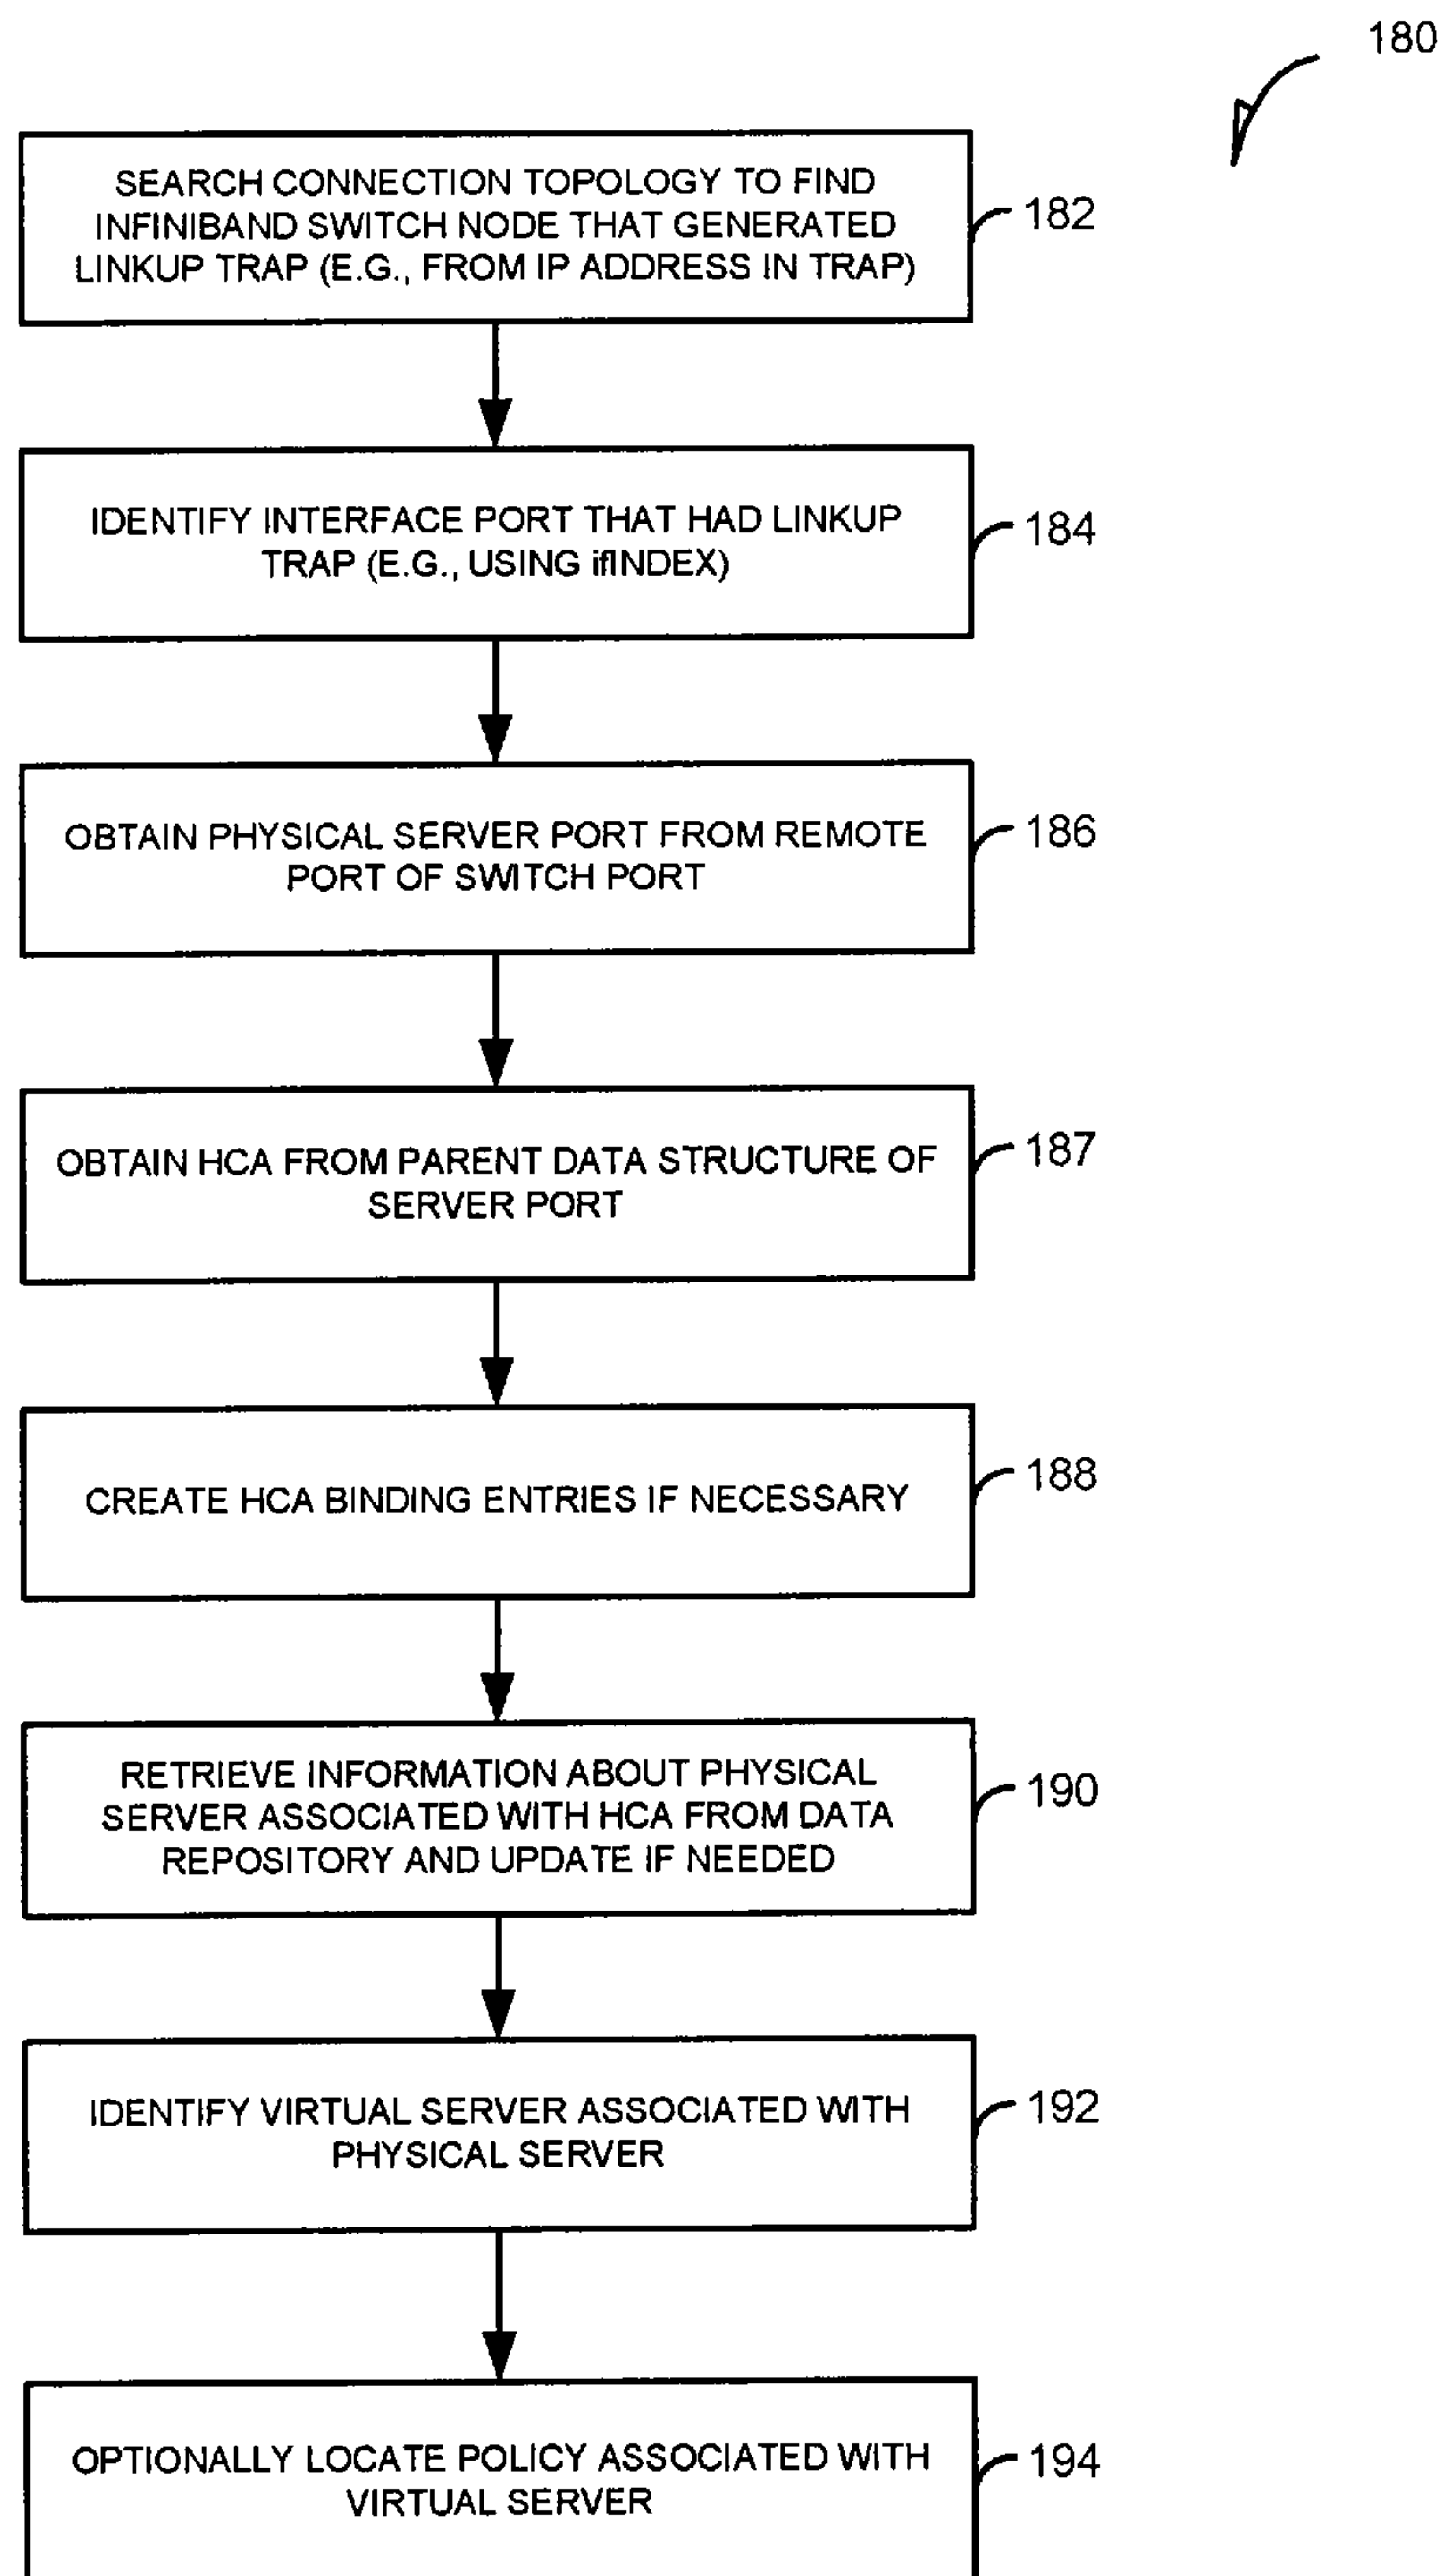 180
SEARCH CONNECTION TOPOLOGY TO FIND
INFINIBAND SWITCH NODE THAT GENERATED
LINKUP TRAP (E.G., FROM IP ADDRESS IN TRAP)
182
IDENTIFY INTERFACE PORT THAT HAD LINKUP
TRAP (E.G., USING ifINDEX)
184
OBTAIN PHYSICAL SERVER PORT FROM REMOTE
PORT OF SWITCH PORT
186
OBTAIN HCA FROM PARENT DATA STRUCTURE OF
SERVER PORT
187
CREATE HCA BINDING ENTRIES IF NECESSARY
188
RETRIEVE INFORMATION ABOUT PHYSICAL
SERVER ASSOCIATED WITH HCA FROM DATA
REPOSITORY AND UPDATE IF NEEDED
190
IDENTIFY VIRTUAL SERVER ASSOCIATED WITH
PHYSICAL SERVER
192
OPTIONALLY LOCATE POLICY ASSOCIATED WITH
VIRTUAL SERVER
194